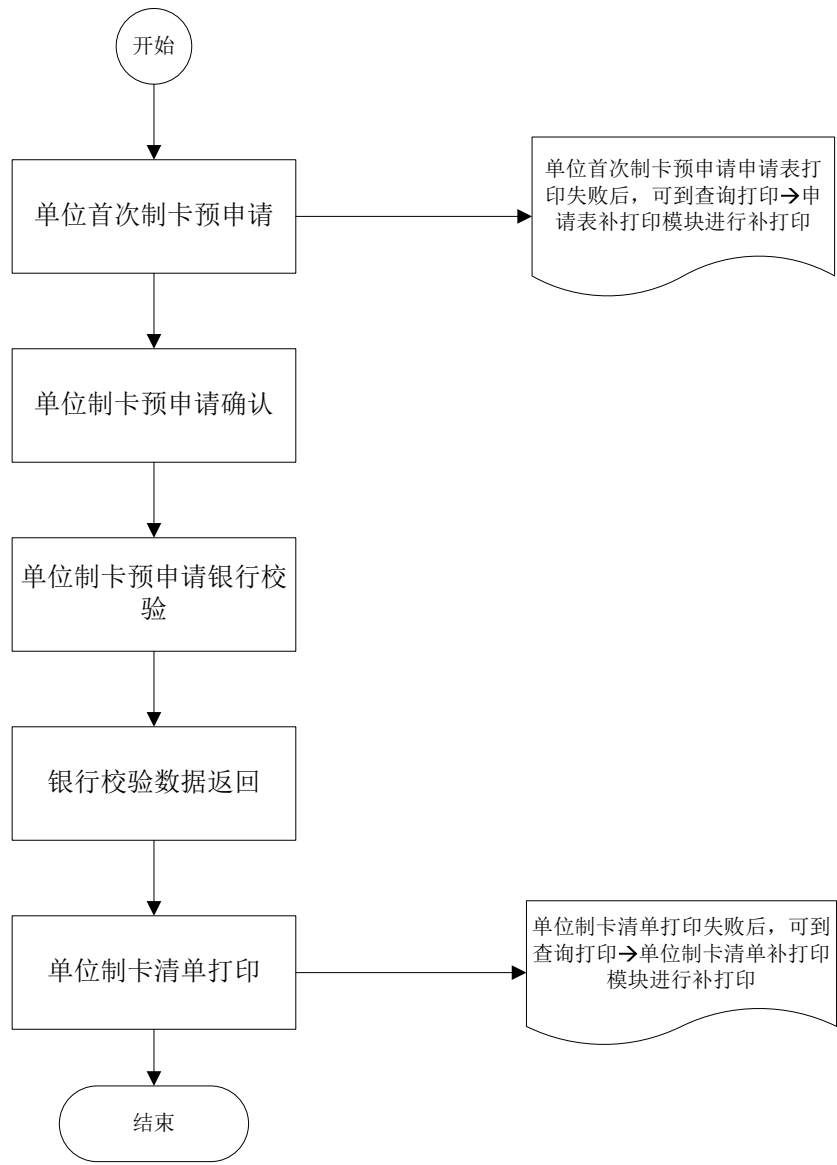 开始
单位首次制卡预申请
单位首次制卡预申请申请表打
印失败后，可到查询打印→申
请表补打印模块进行补打印
单位制卡预申请确认
单位制卡预申请银行校
验
银行校验数据返回
单位制卡清单打印
单位制卡清单打印失败后，可到
查询打印→单位制卡清单补打印
模块进行补打印
结束